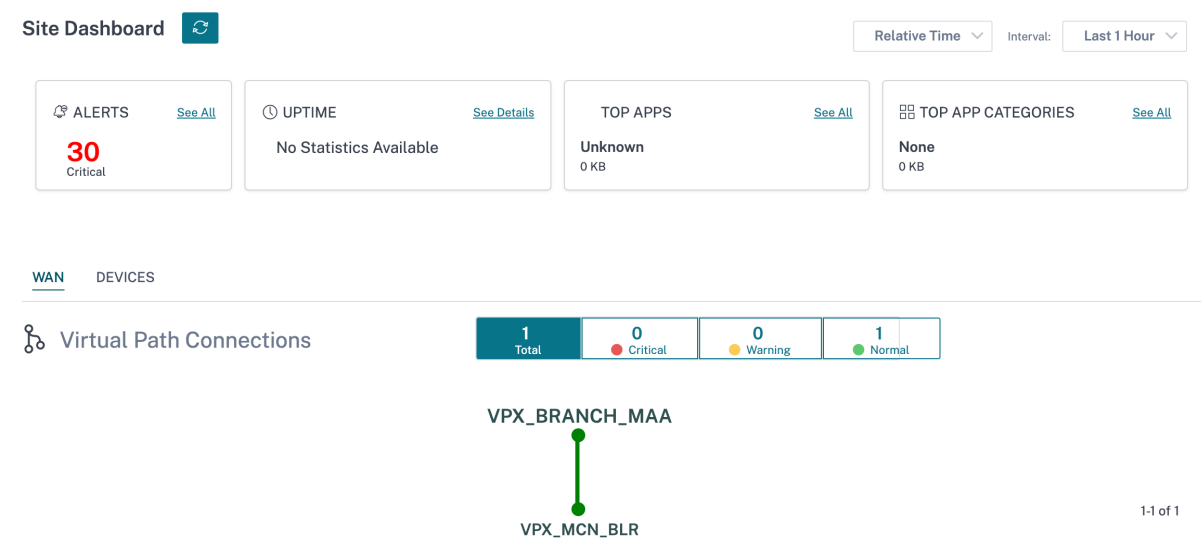 Site Dashboard
Relative Time
Interval:
Last 1 Hour
ALERTS
See All
30
Critical
UPTIME
See Details
No Statistics Available
TOP APPS
See All
Unknown
0 KB
TOP APP CATEGORIES
See All
None
0 KB
WAN
DEVICES
Virtual Path Connections
1
Total
0
Critical
0
Warning
1
Normal
VPX_BRANCH_MAA
VPX_MCN_BLR
1-1 of 1